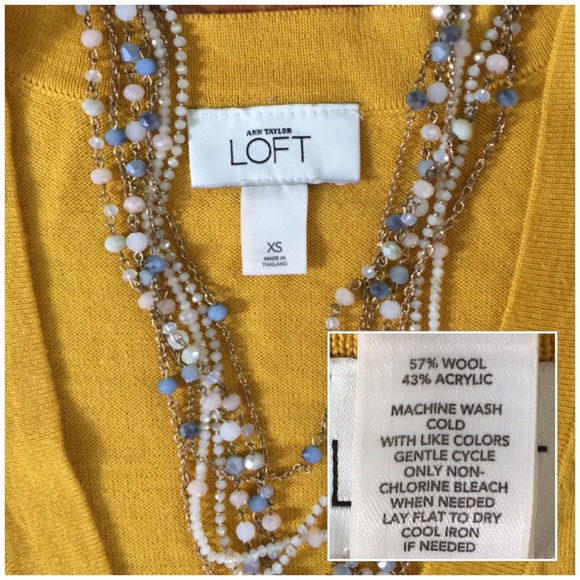 ANN TAYLOR
LOFT
XS
MADE IN
THAILAND
57% WOOL
43% ACRYLIC
MACHINE WASH
COLD
WITH LIKE COLORS
GENTLE CYCLE
ONLY NON-
CHLORINE BLEACH
WHEN NEEDED
LAY FLAT TO DRY
COOL IRON
IF NEEDED